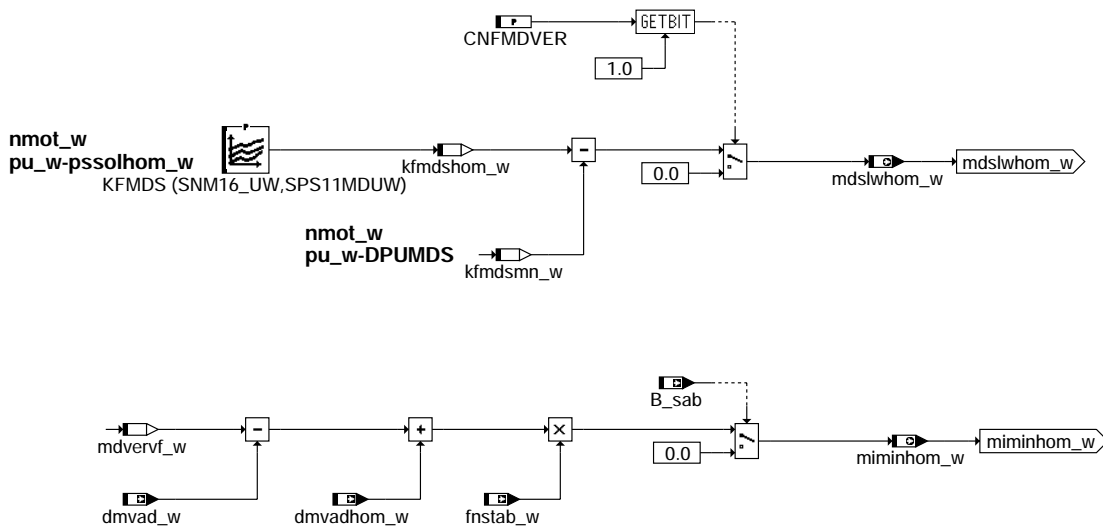 P
CNFMDVER
GETBIT
1.0
P
nmot_w
pu_w-pssolhom_w
KFMDS (SNM16_UW,SPS11MDUW)
kfmdshom_w
-
0.0
mdslwhom_w
mdslwhom_w
nmot_w
pu_w-DPUMDS
kfmdsmn_w
B_sab
mdvervf_w
-
+
x
0.0
miminhom_w
miminhom_w
dmvad_w
dmvadhom_w
fnstab_w